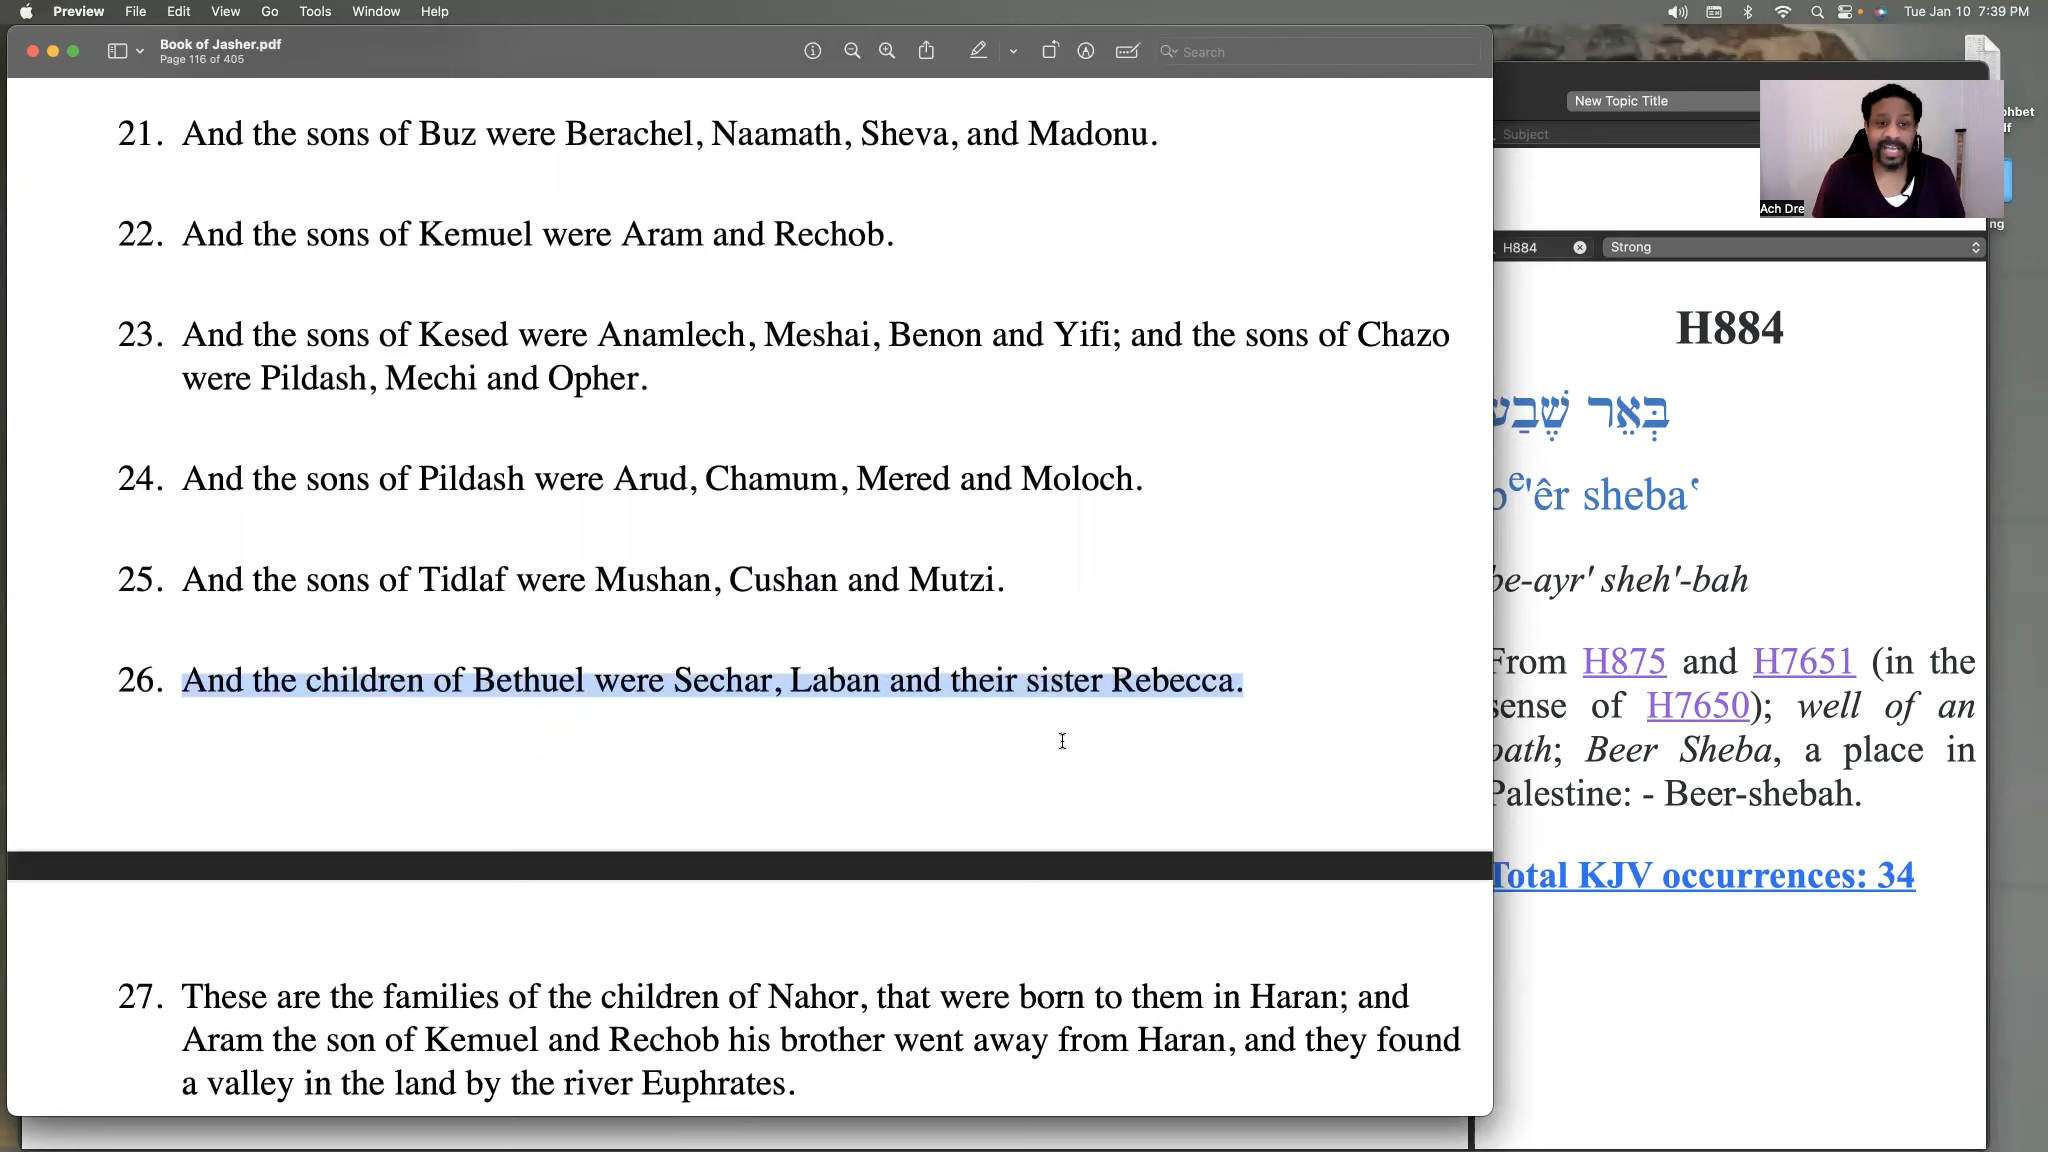 Preview File Edit View Go Tools Window Help
Tue Jan 10 7:39 PM
Book of Jasher.pdf
Page 116 of 405
Search
21. And the sons of Buz were Berachel, Naamath, Sheva, and Madonu.
22. And the sons of Kemuel were Aram and Rechob.
23. And the sons of Kesed were Anamlech, Meshai, Benon and Yifi; and the sons of Chazo
were Pildash, Mechi and Opher.
24. And the sons of Pildash were Arud, Chamum, Mered and Moloch.
25. And the sons of Tidlaf were Mushan, Cushan and Mutzi.
26. And the children of Bethuel were Sechar, Laban and their sister Rebecca.
27. These are the families of the children of Nahor, that were born to them in Haran; and
Aram the son of Kemuel and Rechob his brother went away from Haran, and they found
a valley in the land by the river Euphrates.
New Topic Title
Subject
Ach Dre
H884
Strong
H884
בְּאֵר שֶׁבַע
be'êr sheba‛
be-ayr' sheh'-bah
From H875 and H7651 (in the
sense of H7650); well of an
oath; Beer Sheba, a place in
Palestine: - Beer-shebah.
Total KJV occurrences: 34